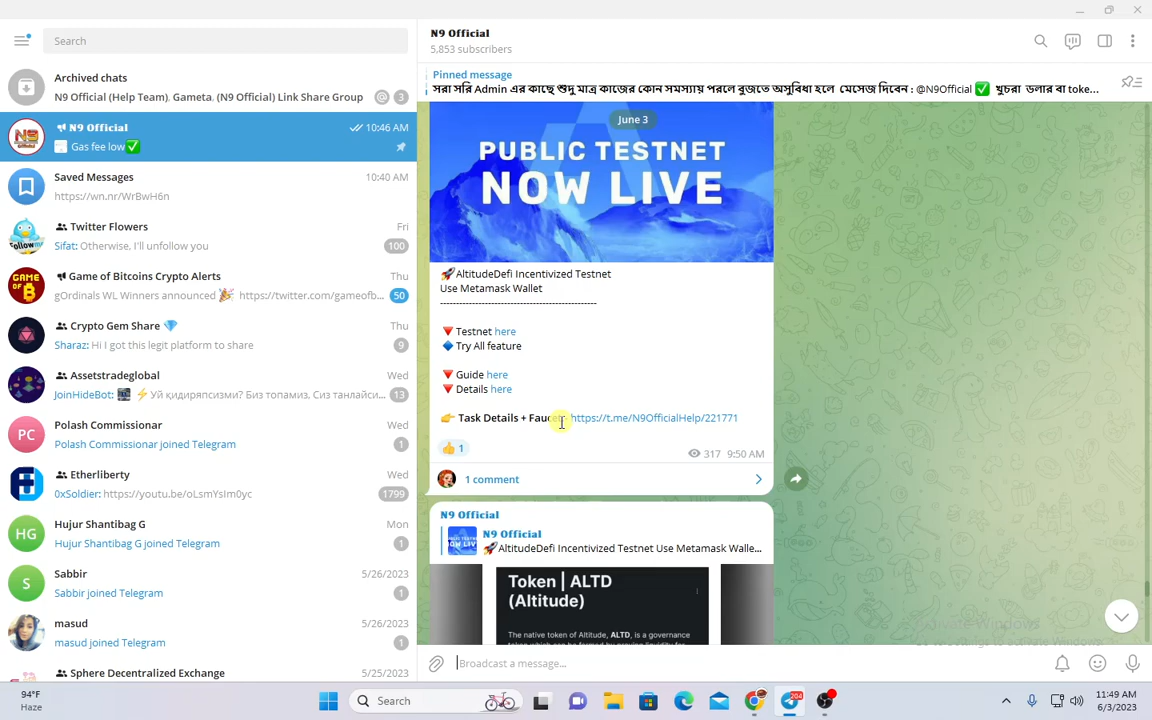 Search
N9 Official
5,853 subscribers
Archived chats
N9 Official (Help Team), Gameta, (N9 Official) Link Share Group
3
N9 Official
10:46 AM
Gas fee low✅
Saved Messages
10:40 AM
https://wn.nr/WrBwH6n
Twitter Flowers
Fri
Sifat: Otherwise, I'll unfollow you
100
Game of Bitcoins Crypto Alerts
Thu
gOrdinals WL Winners announced 🎉 https://twitter.com/gameofb...
50
Crypto Gem Share 💎
Thu
Sharaz: Hi I got this legit platform to share
9
Assetstradeglobal
Wed
JoinHideBot: ⚡Уй қидиряпсизми? Биз топамиз, Сиз танлайси...
13
PC
Polash Commissionar
Wed
Polash Commissionar joined Telegram
1
Etherliberty
Wed
0xSoldier: https://youtu.be/oLsmYsIm0yc
1799
HG
Hujur Shantibag G
Mon
Hujur Shantibag G joined Telegram
1
S
Sabbir
5/26/2023
Sabbir joined Telegram
1
masud
5/26/2023
masud joined Telegram
1
Sphere Decentralized Exchange
5/25/2023
Pinned message
সরা সরি Admin এর কাছে শুদু মাত্র কাজের কোন সমস্যায় পরলে বুজতে অসুবিধা হলে মেসেজ দিবেন : @N9Official ✅ খুচরা ডলার বা toke...
June 3
PUBLIC TESTNET
NOW LIVE
🚀AltitudeDefi Incentivized Testnet
Use Metamask Wallet
------------------------------------------------
🔻Testnet here
🔹Try All feature
🔻Guide here
🔻Details here
👉 Task Details + Faucet: https://t.me/N9OfficialHelp/221771
👍 1
317 9:50 AM
1 comment
N9 Official
N9 Official
🚀AltitudeDefi Incentivized Testnet Use Metamask Walle...
Token | ALTD
(Altitude)
The native token of Altitude, ALTD, is a governance
Broadcast a message...
94°F
Haze
Search
204
11:49 AM
6/3/2023